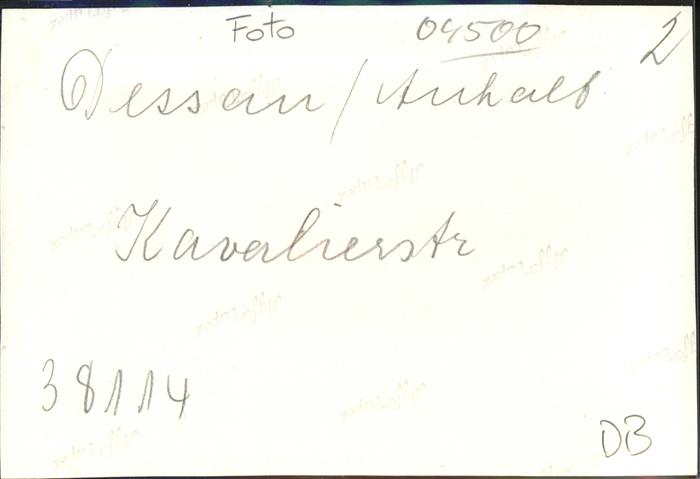 Foto 04500 2
Dessau/Anhalt
Kavalierstr
38114
DB